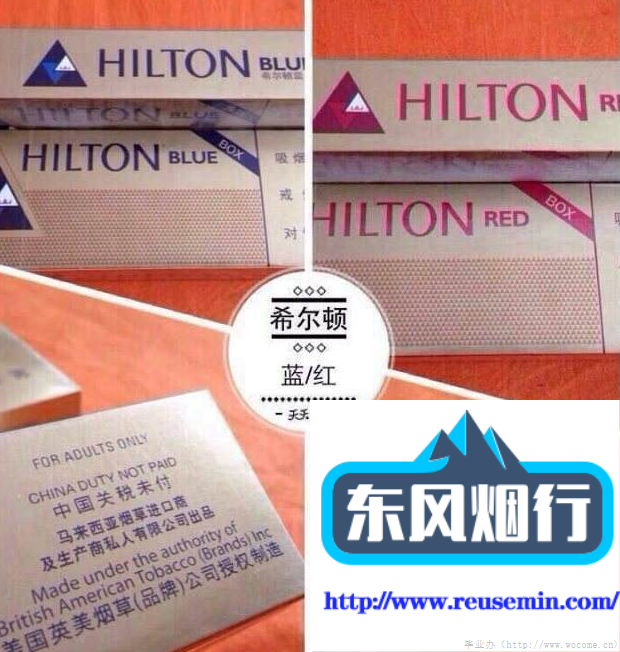 HILTON BLUE
希尔顿蓝
BLUE
HILTON BLUE
BOX
吸烟
戒
对
HILTON
HILTON RED
BOX
希尔顿
蓝/红
FOR ADULTS ONLY
CHINA DUTY NOT PAID
中国关税未付
马来西亚烟草进口商
及生产商私人有限公司出品
Made under the authority of
British American Tobacco (Brands) Inc
美国英美烟草(品牌)公司授权制造
东风烟行
http://www.reusemin.com/
毕业办 (http://www.wocome.cn)